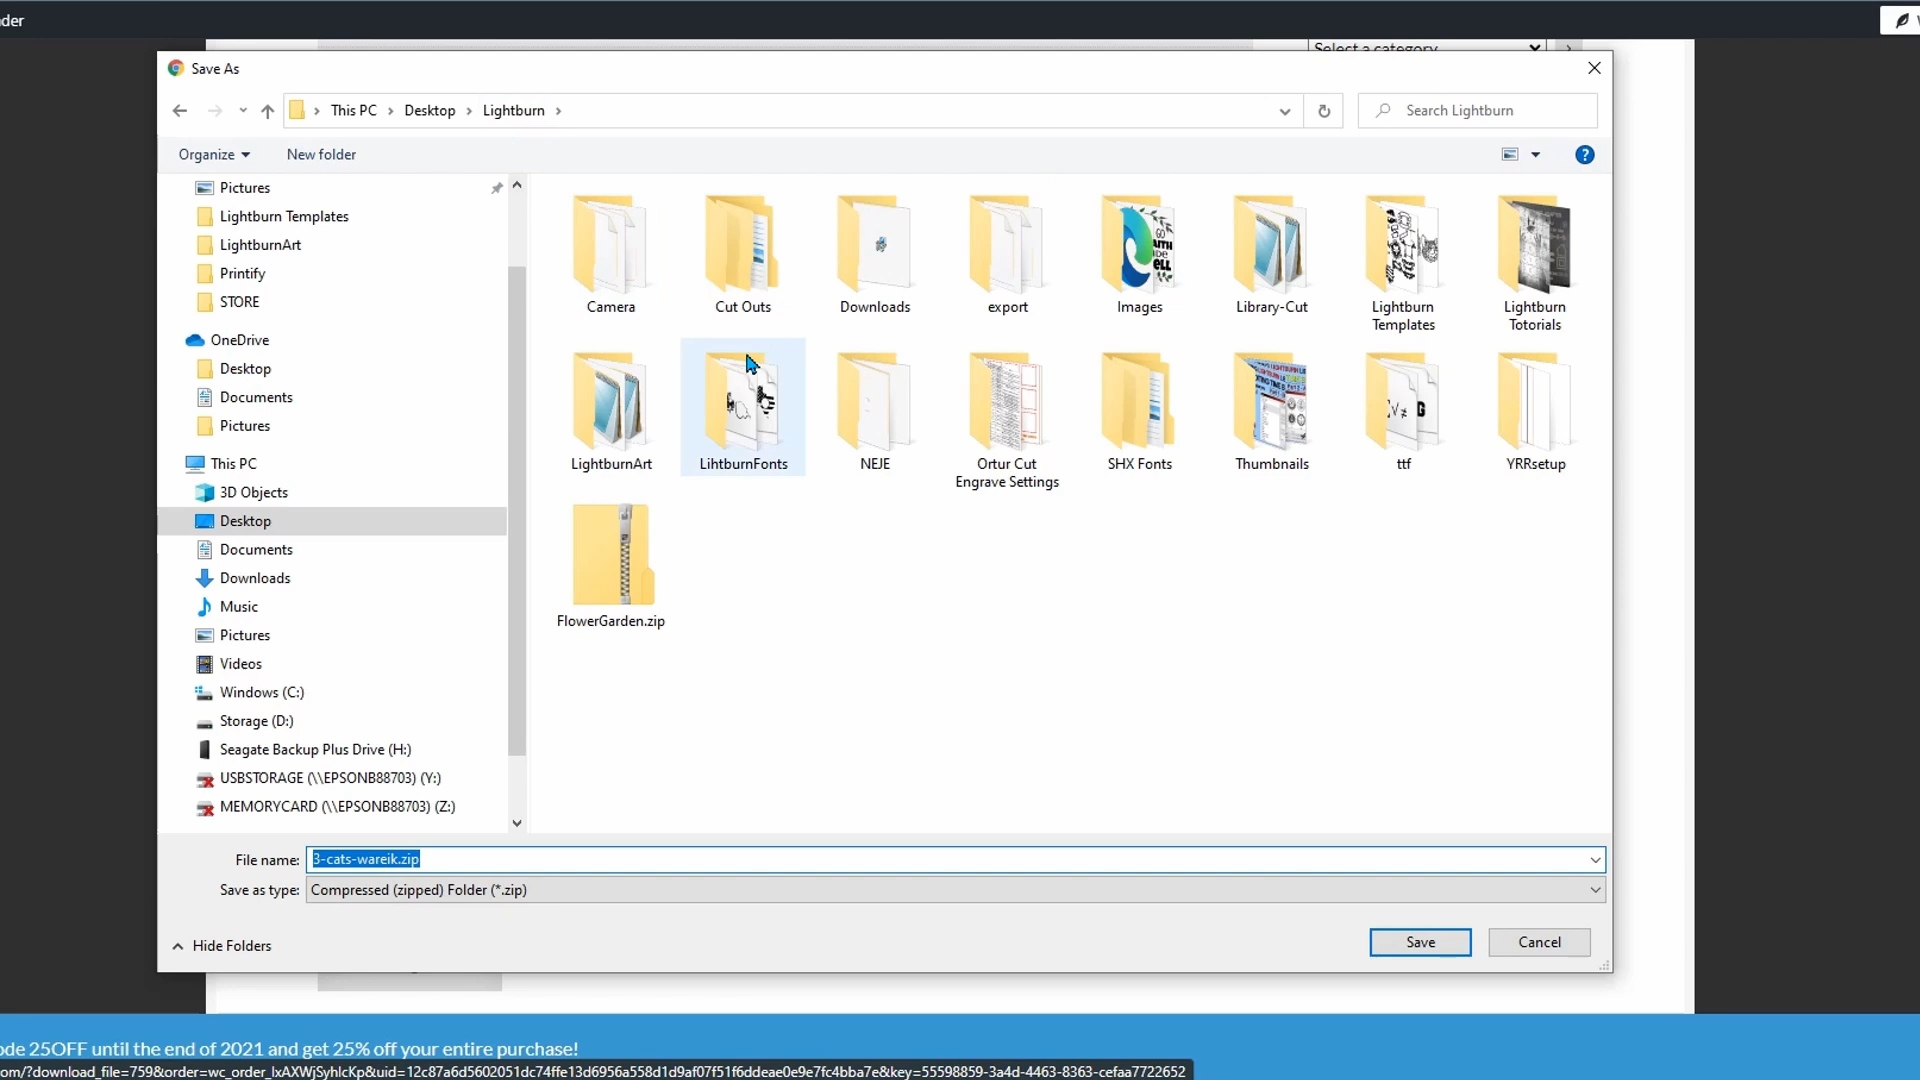 der
Select a category
Save As
This PC
Desktop
Lightburn
Search Lightburn
Organize
New folder
Pictures
Lightburn Templates
LightburnArt
Printify
STORE
OneDrive
Desktop
Documents
Pictures
This PC
3D Objects
Desktop
Documents
Downloads
Music
Pictures
Videos
Windows (C:)
Storage (D:)
Seagate Backup Plus Drive (H:)
USBSTORAGE (\\EPSONB88703) (Y:)
MEMORYCARD (\\EPSONB88703) (Z:)
Camera
Cut Outs
Downloads
export
Images
Library-Cut
Lightburn
Templates
Lightburn
Totorials
LightburnArt
LihtburnFonts
NEJE
Ortur Cut
Engrave Settings
SHX Fonts
Thumbnails
ttf
YRRsetup
FlowerGarden.zip
File name:
3-cats-wareik.zip
Save as type:
Compressed (zipped) Folder (*.zip)
Hide Folders
Save
Cancel
ode 25OFF until the end of 2021 and get 25% off your entire purchase!
om/?download_file=759&order=wc_order_lxAXWjSyhlcKp&uid=12c87a6d5602051dc74ffe13d6956a558d1d9af07f51f6ddeae0e9e7fc4bba7e&key=55598859-3a4d-4463-8363-cefaa7722652